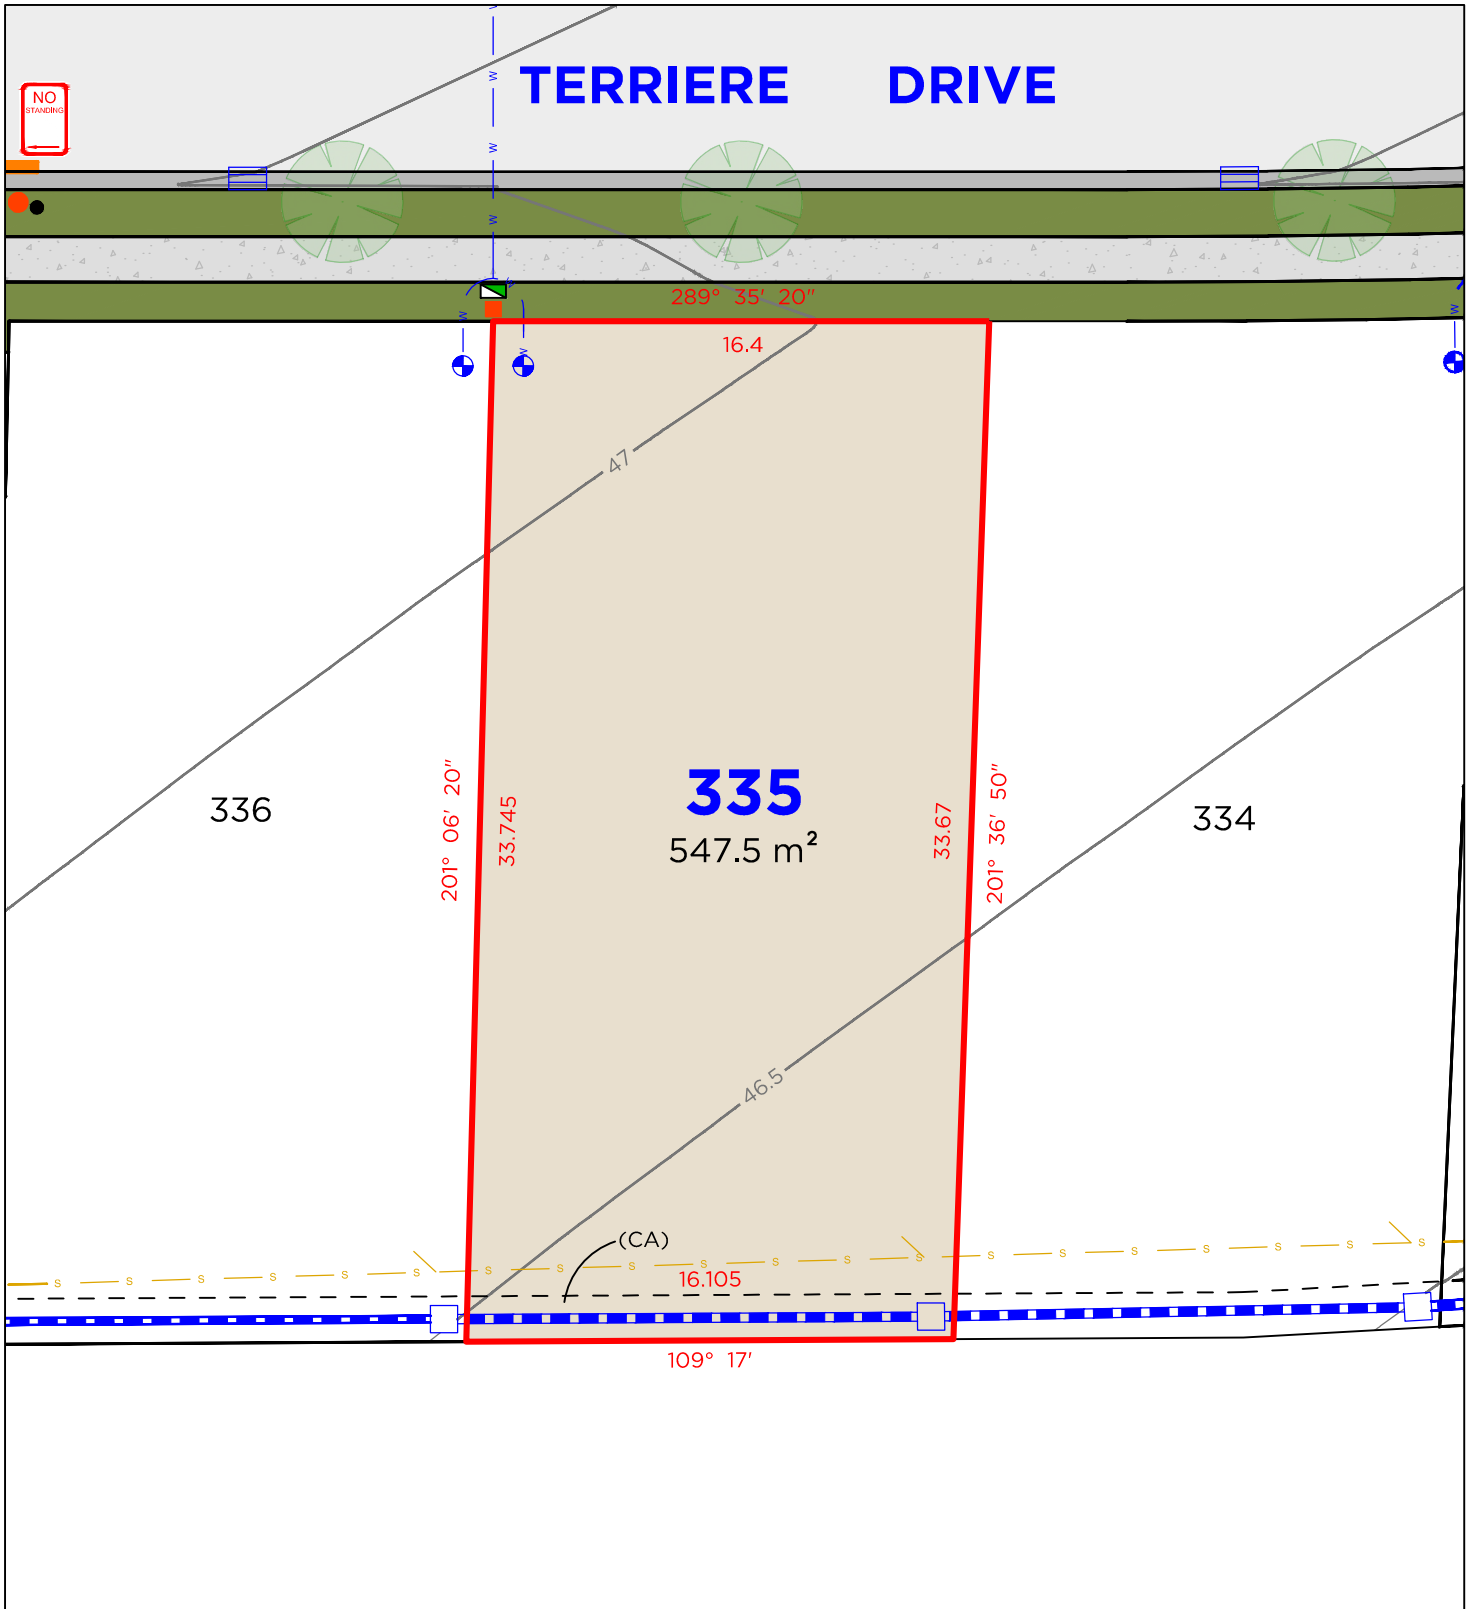 TERRIERE DRIVE
NO
STANDING
W
W
W
W
W
289° 35' 20"
16.4
W
W
W
W
47
201° 06' 20"
33.745
335
547.5 m²
33.67
201° 36' 50"
336
334
46.5
(CA)
S S S S S S S S S S S S S S S S S S S S
16.105
109° 17'